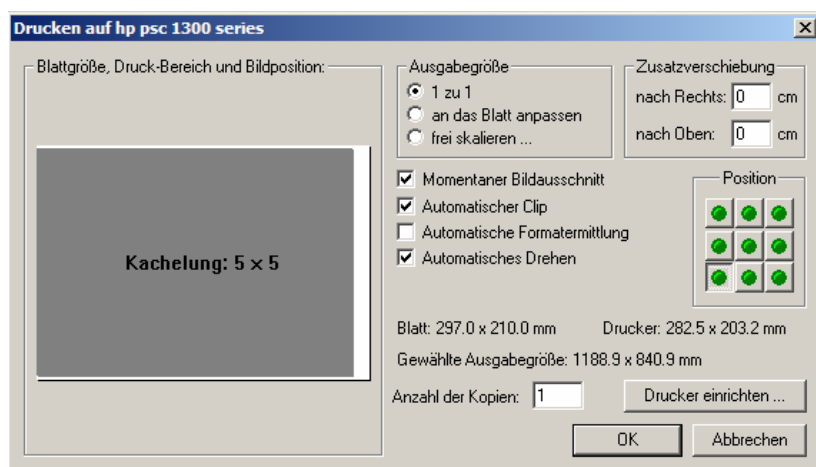 Drucken auf hp psc 1300 series
Blattgröße, Druck-Bereich und Bildposition:
Kachelung: 5 × 5
Ausgabegröße
1 zu 1
an das Blatt anpassen
frei skalieren ...
Zusatzverschiebung
nach Rechts: 0 cm
nach Oben: 0 cm
Momentaner Bildausschnitt
Automatischer Clip
Automatische Formatermittlung
Automatisches Drehen
Position
Blatt: 297.0 x 210.0 mm Drucker: 282.5 x 203.2 mm
Gewählte Ausgabegröße: 1188.9 x 840.9 mm
Anzahl der Kopien: 1 Drucker einrichten ...
OK Abbrechen